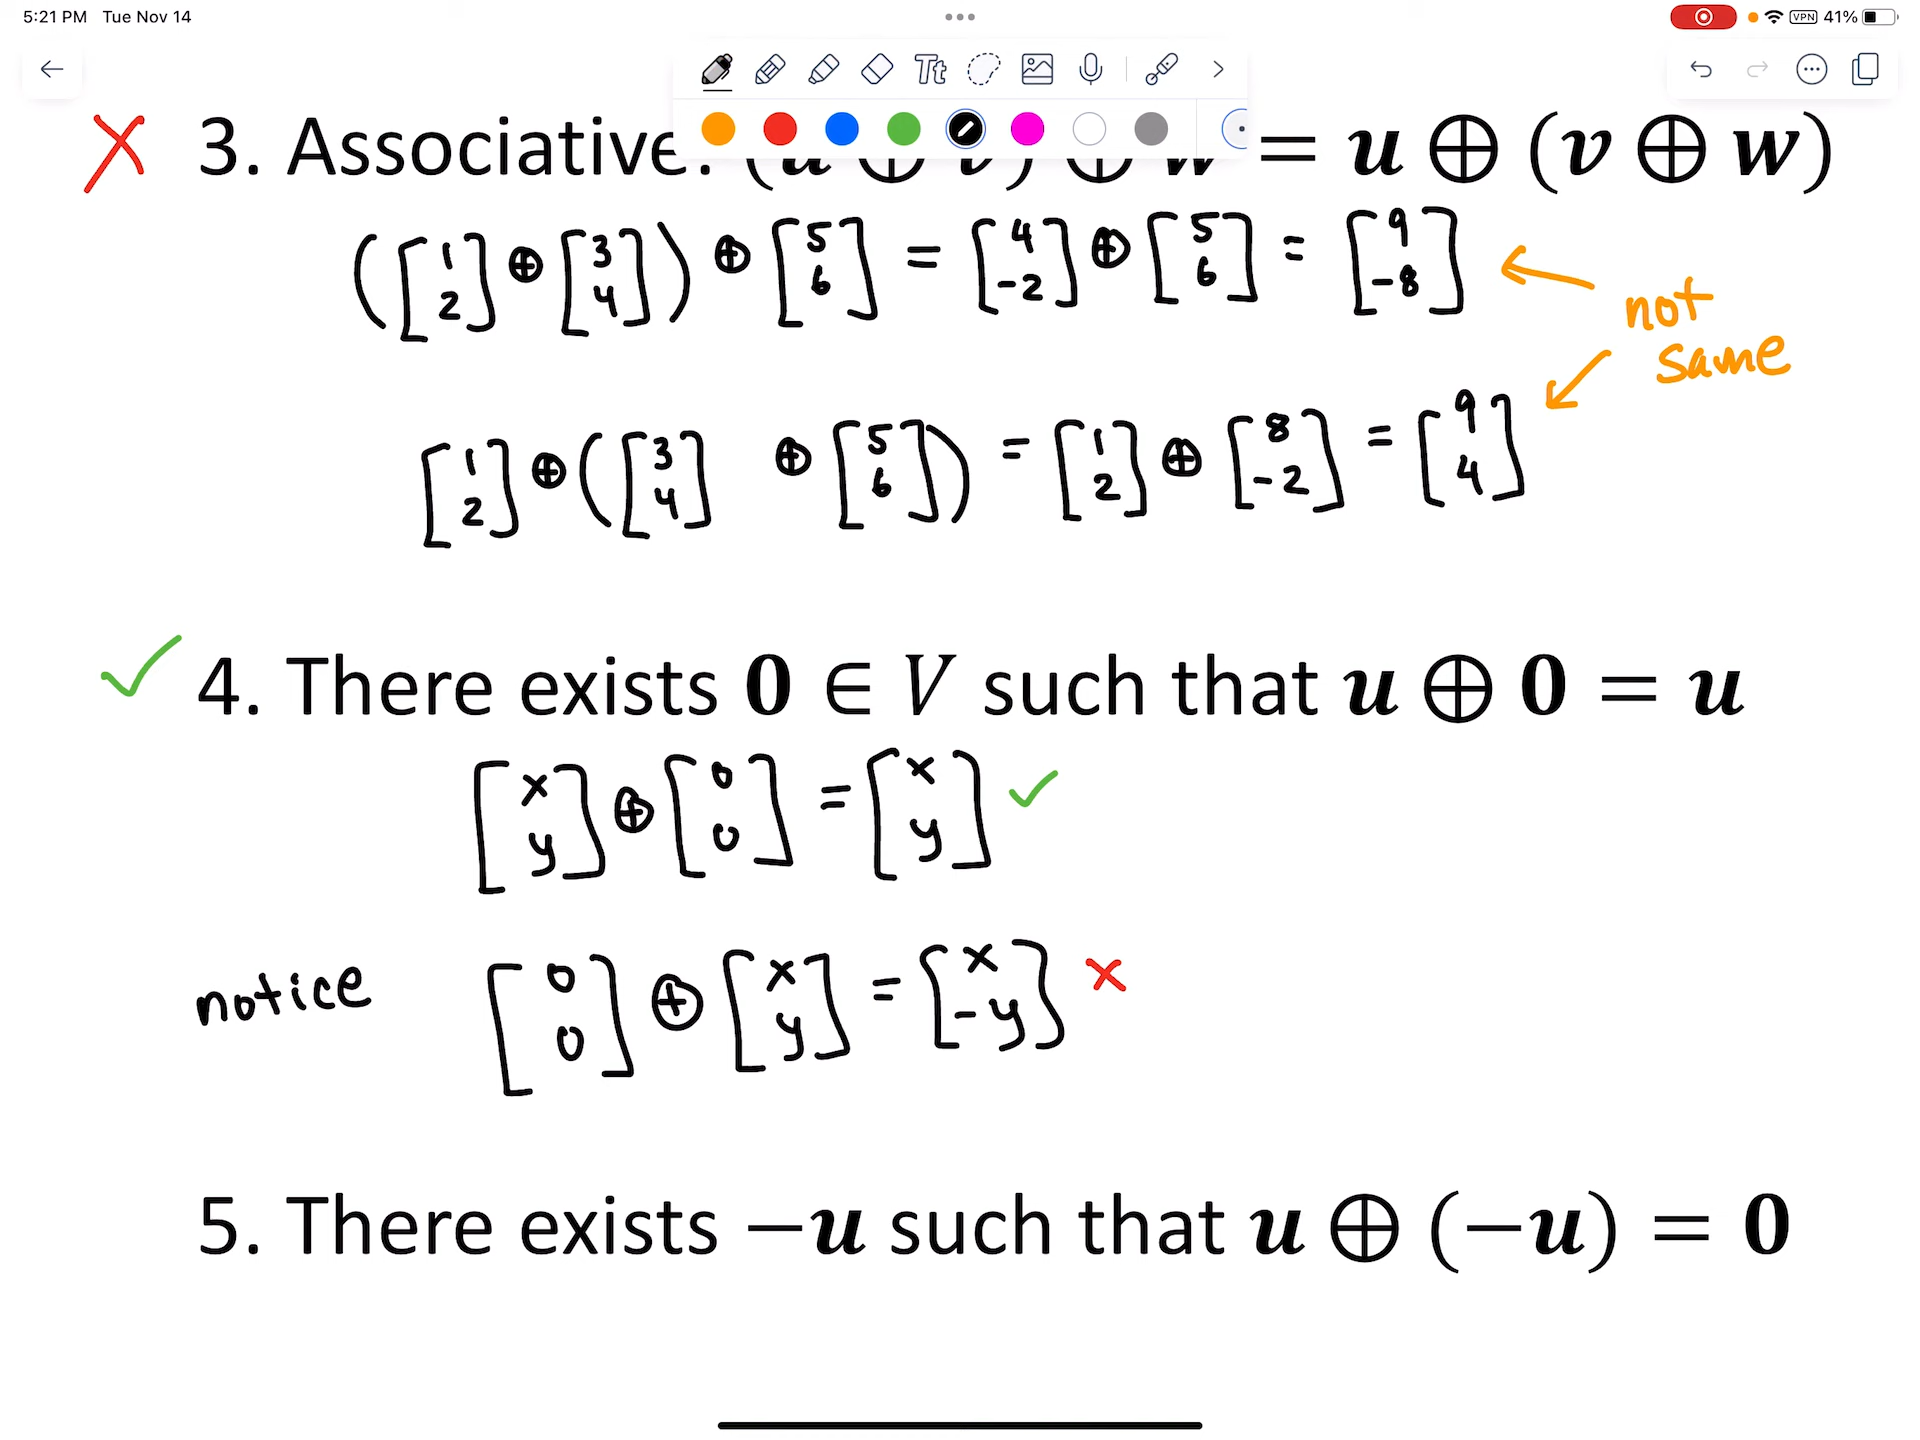 5:21 PM Tue Nov 14
VPN 41%
Tt
X 3. Associative: (u ⊕ v) ⊕ w = u ⊕ (v ⊕ w)
([1 2] ⊕ [3 4]) ⊕ [5 6] = [4 -2] ⊕ [5 6] = [9 -8]
not
same
[1 2] ⊕ ([3 4] ⊕ [5 6]) = [1 2] ⊕ [8 -2] = [9 4]
✓ 4. There exists 0 ∈ V such that u ⊕ 0 = u
[x y] ⊕ [0 0] = [x y] ✓
notice [0 0] ⊕ [x y] = [x -y] ×
5. There exists −u such that u ⊕ (−u) = 0